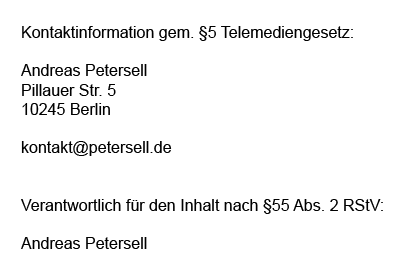 Kontaktinformation gem. §5 Telemediengesetz:
Andreas Petersell
Pillauer Str. 5
10245 Berlin
kontakt@petersell.de
Verantwortlich für den Inhalt nach §55 Abs. 2 RStV:
Andreas Petersell